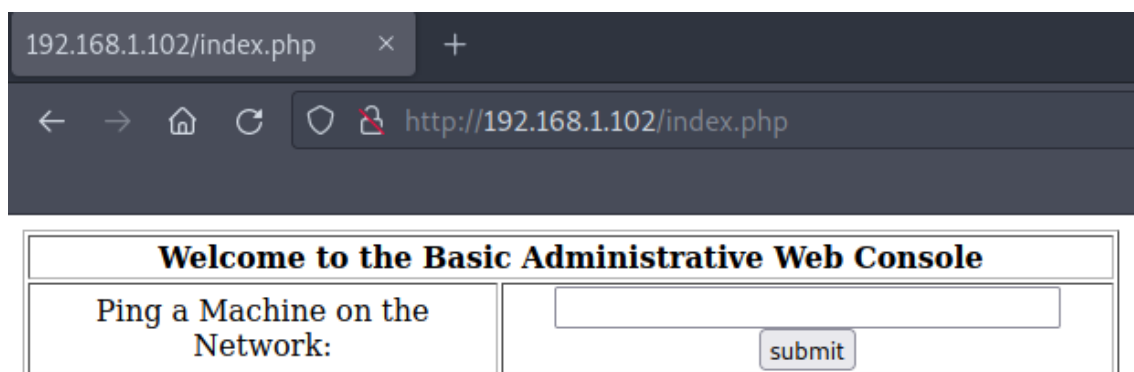 192.168.1.102/index.php
http://192.168.1.102/index.php
Welcome to the Basic Administrative Web Console
Ping a Machine on the
Network:
submit